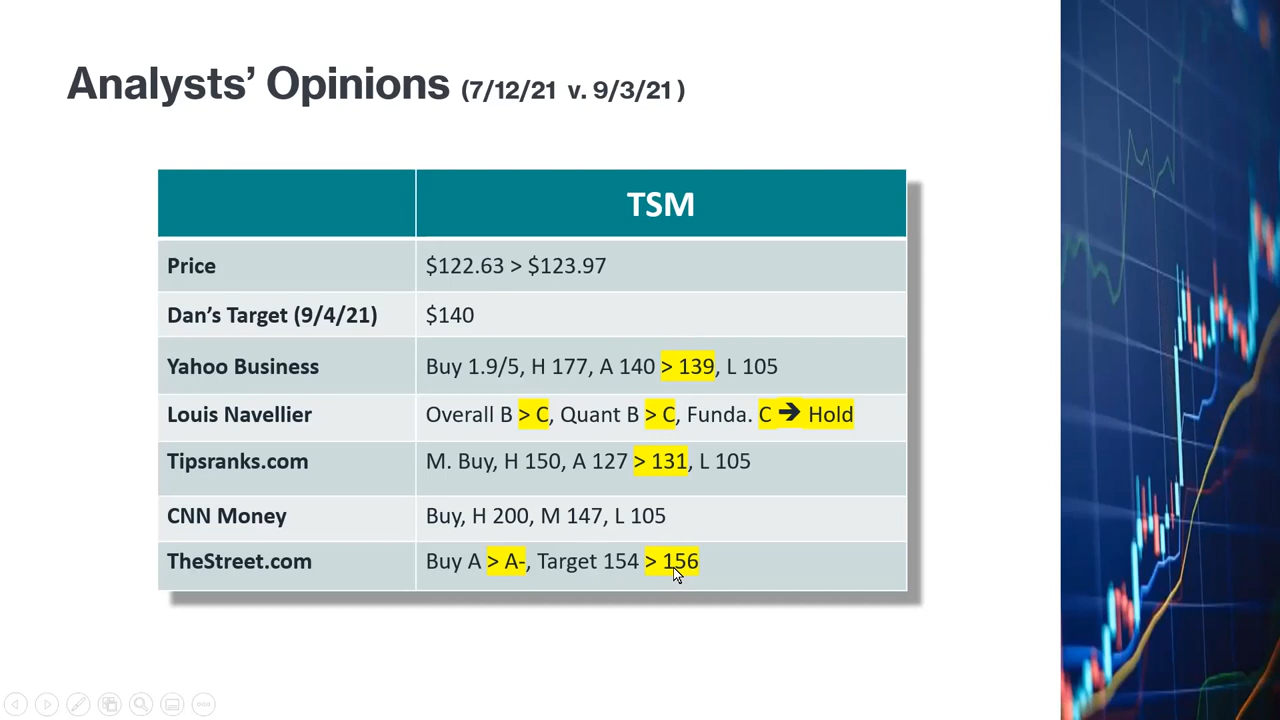 Analysts’ Opinions (7/12/21 v. 9/3/21 )
TSM
Price $122.63 > $123.97
Dan’s Target (9/4/21) $140
Yahoo Business Buy 1.9/5, H 177, A 140 > 139, L 105
Louis Navellier Overall B > C, Quant B > C, Funda. C 🡺 Hold
Tipsranks.com M. Buy, H 150, A 127 > 131, L 105
CNN Money Buy, H 200, M 147, L 105
TheStreet.com Buy A > A-, Target 154 > 156